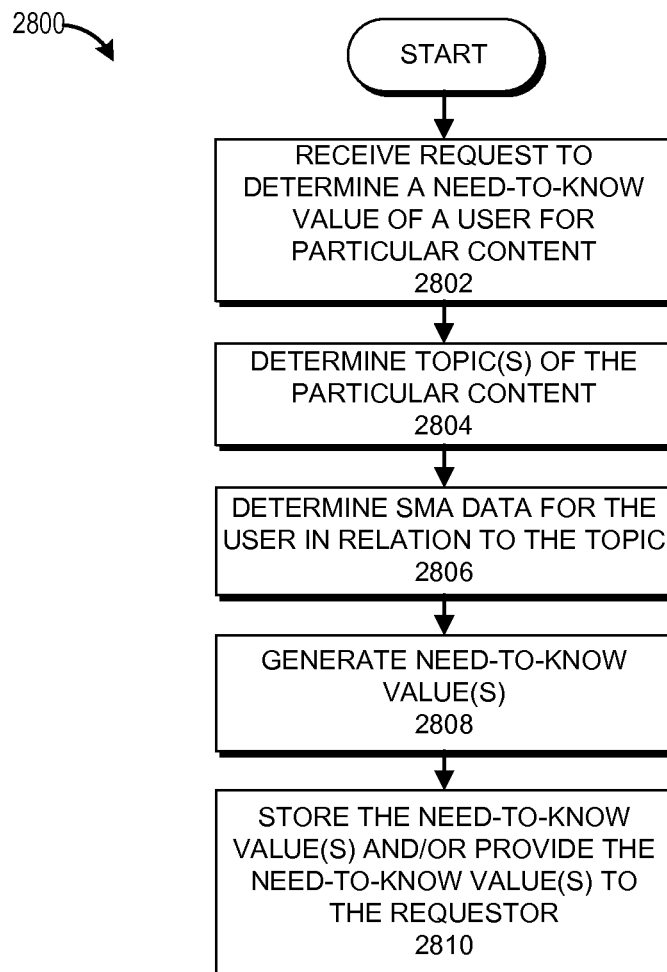 2800
START
RECEIVE REQUEST TO
DETERMINE A NEED-TO-KNOW
VALUE OF A USER FOR
PARTICULAR CONTENT
2802
DETERMINE TOPIC(S) OF THE
PARTICULAR CONTENT
2804
DETERMINE SMA DATA FOR THE
USER IN RELATION TO THE TOPIC
2806
GENERATE NEED-TO-KNOW
VALUE(S)
2808
STORE THE NEED-TO-KNOW
VALUE(S) AND/OR PROVIDE THE
NEED-TO-KNOW VALUE(S) TO
THE REQUESTOR
2810